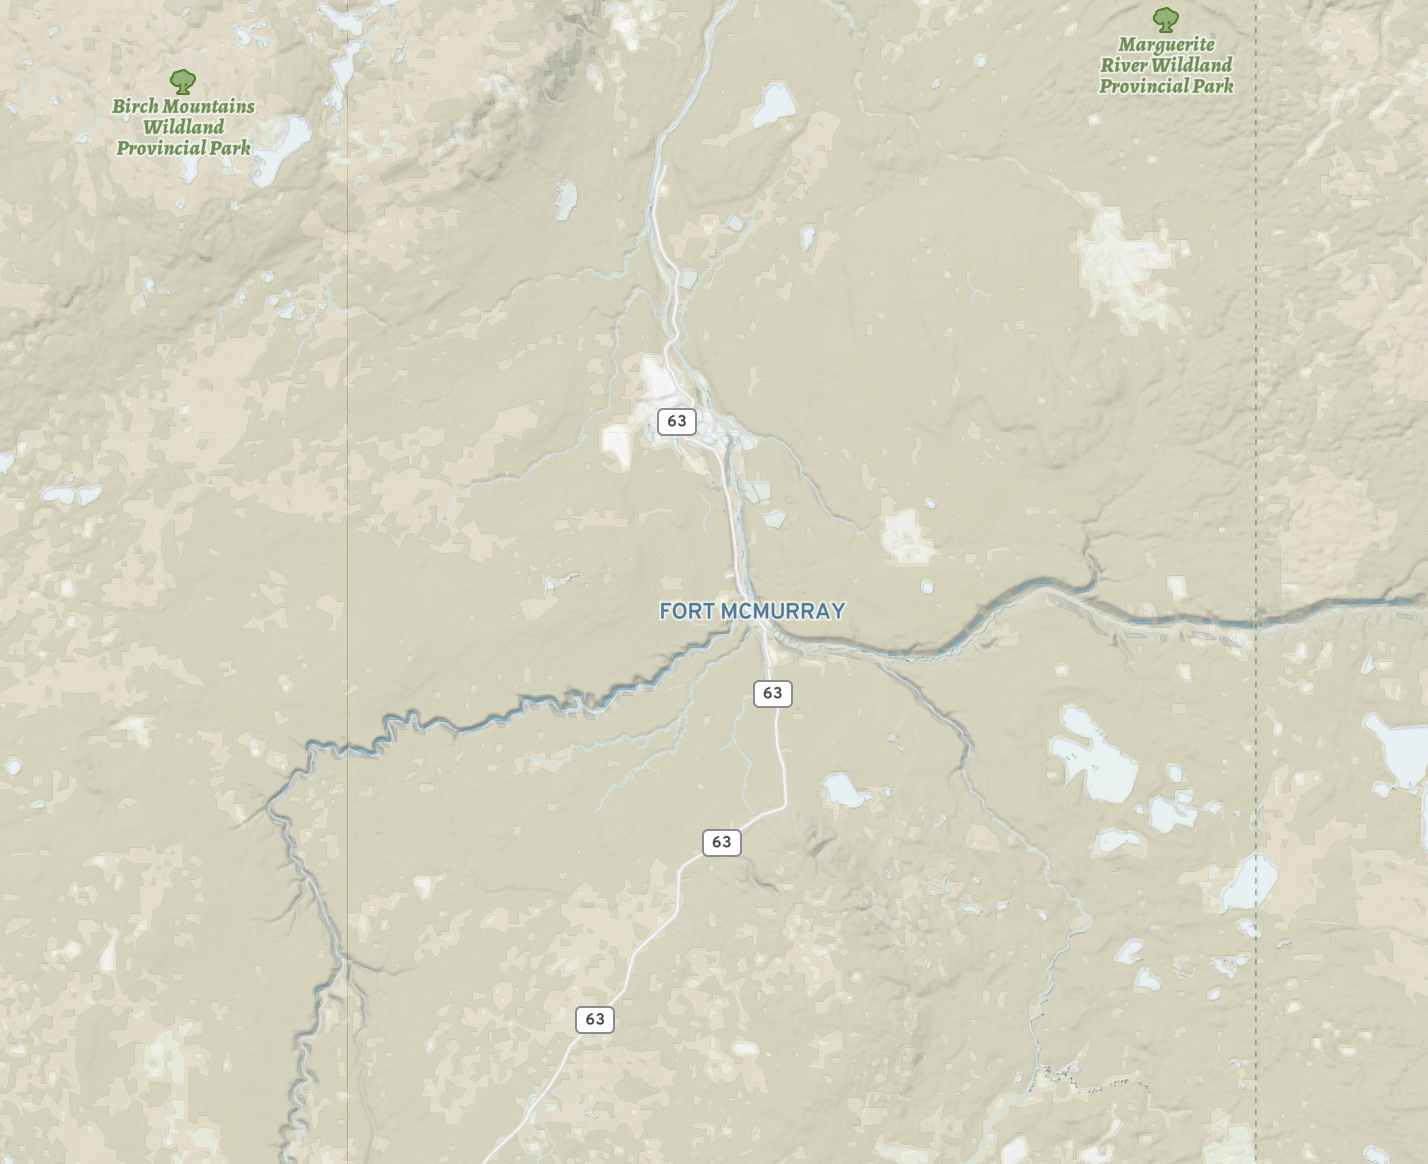 Marguerite
River Wildland
Provincial Park
Birch Mountains
Wildland
Provincial Park
63
FORT MCMURRAY
63
63
63